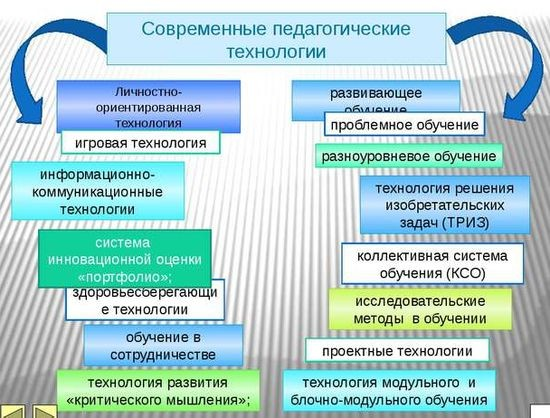 Современные педагогические
технологии
Личностно-
ориентированная
технология
игровая технология
информационно-
коммуникационные
технологии
система
инновационной оценки
«портфолио»;
здоровьесберегающи
е технологии
обучение в
сотрудничестве
технология развития
«критического мышления»;
развивающее
обучение
проблемное обучение
разноуровневое обучение
технология решения
изобретательских
задач (ТРИЗ)
коллективная система
обучения (КСО)
исследовательские
методы в обучении
проектные технологии
технология модульного и
блочно-модульного обучения